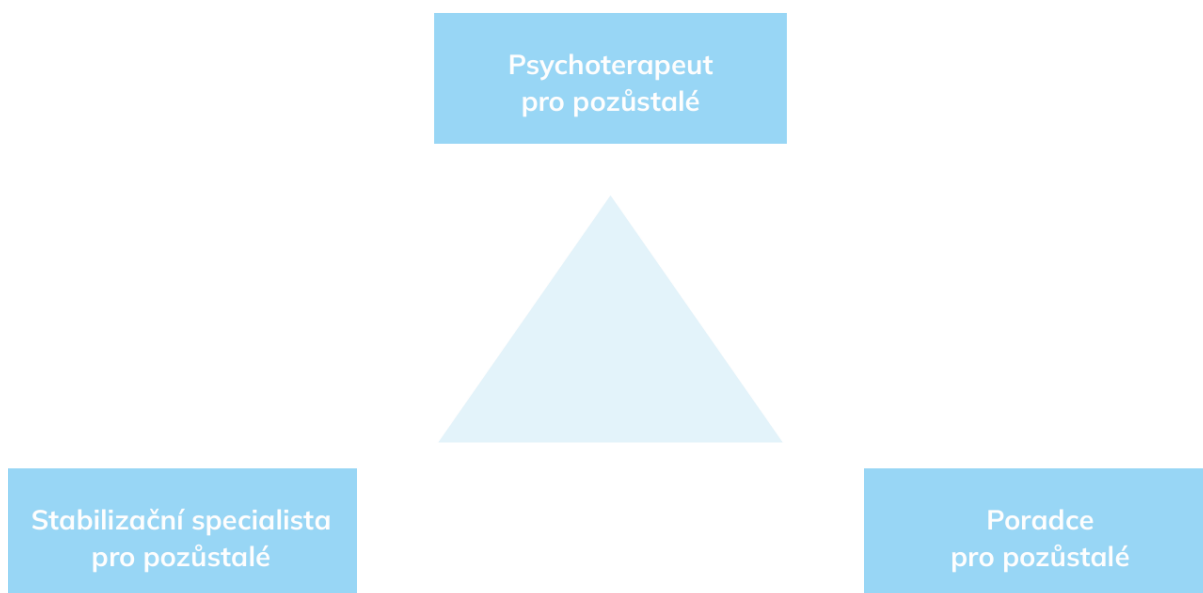 Psychoterapeut
pro pozůstalé
Stabilizační specialista
pro pozůstalé
Poradce
pro pozůstalé